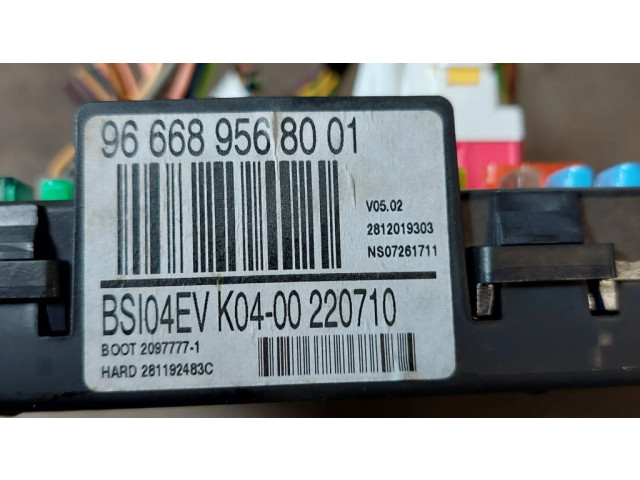 96 668 956 80 01
V05.02
2812019303
NS07261711
BSI04EV K04-00 220710
BOOT 2097777-1
HARD 281192483C